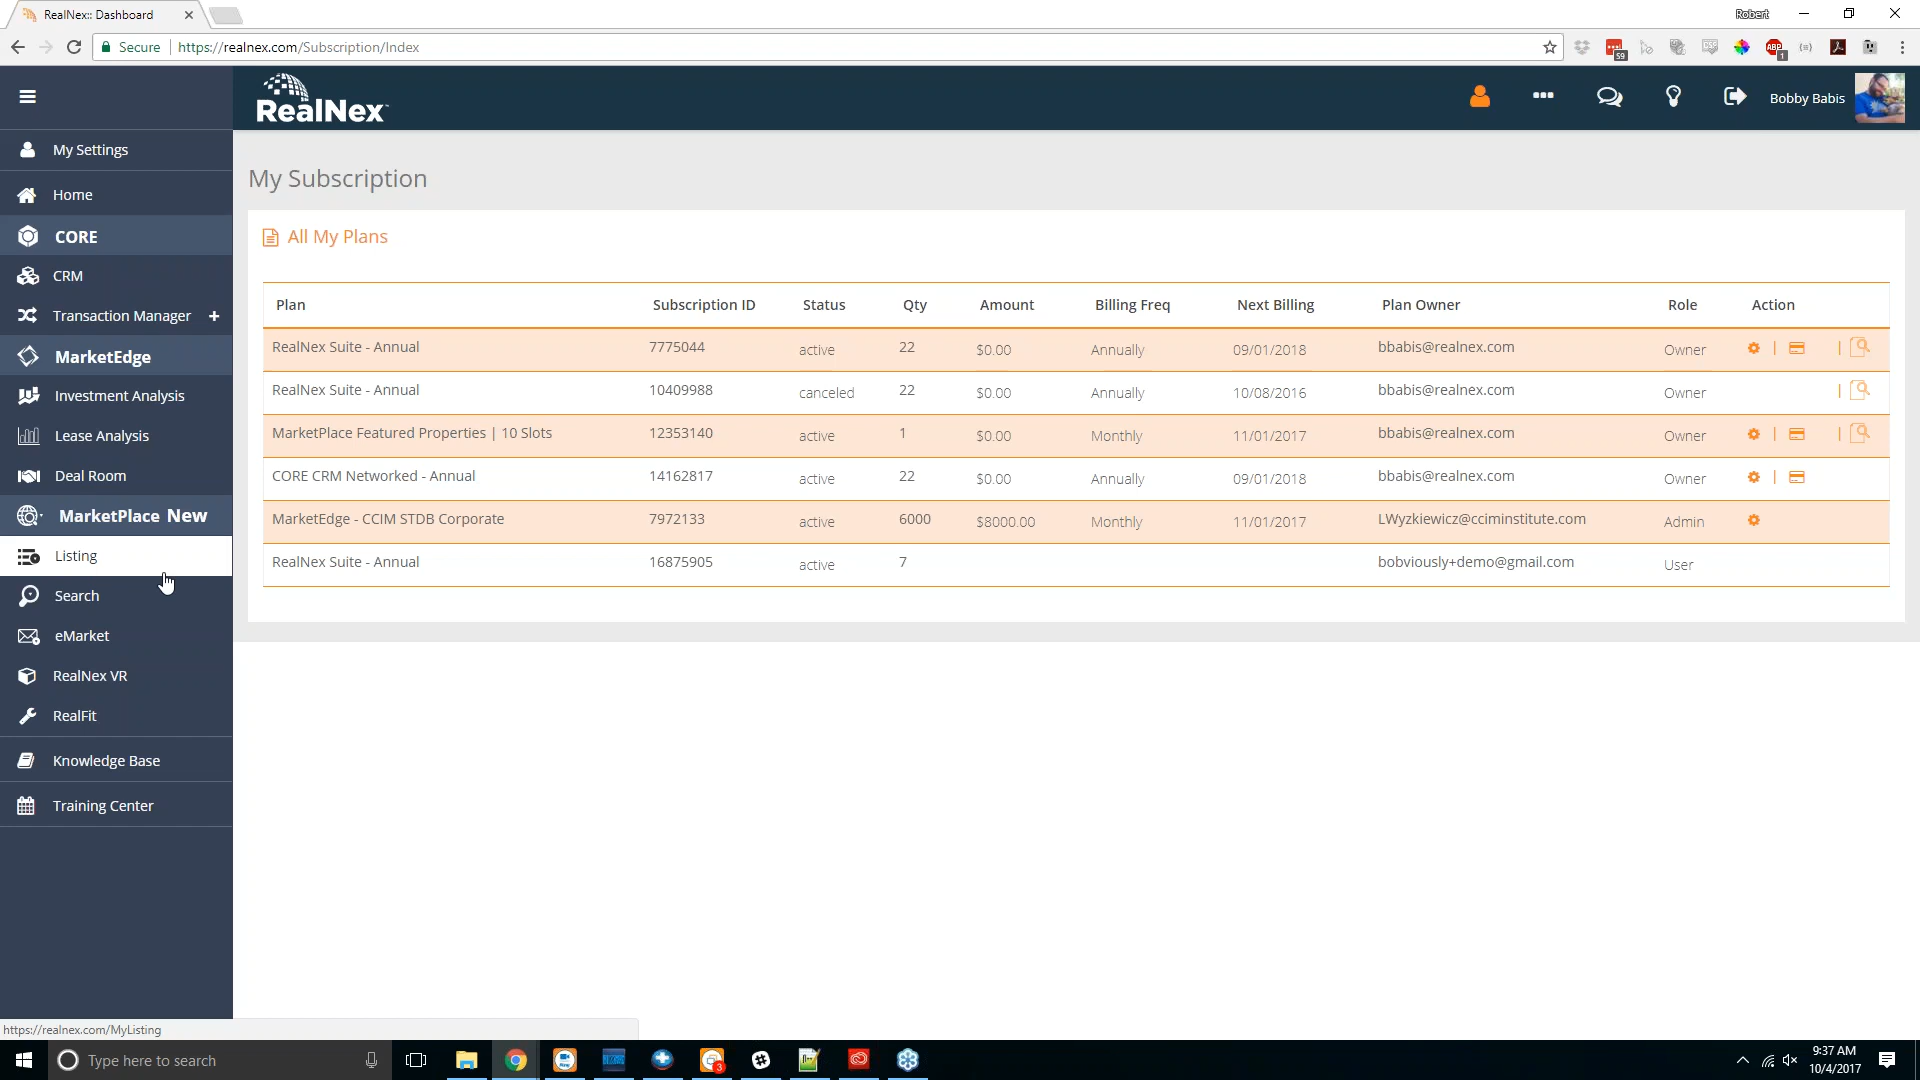 RealNex:: Dashboard
Robert
Secure
https://realnex.com/Subscription/Index
59
ABP
1
RealNex
Bobby Babis
My Settings
Home
CORE
CRM
Transaction Manager +
MarketEdge
Investment Analysis
Lease Analysis
Deal Room
MarketPlace New
Listing
Search
eMarket
RealNex VR
RealFit
Knowledge Base
Training Center
My Subscription
All My Plans
Plan Subscription ID Status Qty Amount Billing Freq Next Billing Plan Owner Role Action
RealNex Suite - Annual 7775044 active 22 $0.00 Annually 09/01/2018 bbabis@realnex.com Owner | |
RealNex Suite - Annual 10409988 canceled 22 $0.00 Annually 10/08/2016 bbabis@realnex.com Owner |
MarketPlace Featured Properties | 10 Slots 12353140 active 1 $0.00 Monthly 11/01/2017 bbabis@realnex.com Owner | |
CORE CRM Networked - Annual 14162817 active 22 $0.00 Annually 09/01/2018 bbabis@realnex.com Owner |
MarketEdge - CCIM STDB Corporate 7972133 active 6000 $8000.00 Monthly 11/01/2017 LWyzkiewicz@cciminstitute.com Admin
RealNex Suite - Annual 16875905 active 7 bobviously+demo@gmail.com User
https://realnex.com/MyListing
Type here to search
3
9:37 AM
10/4/2017